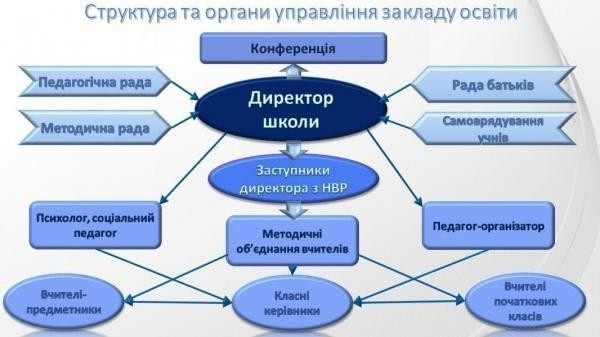 Структура та органи управління закладу освіти
Конференція
Педагогічна рада
Директор
школи
Рада батьків
Методична рада
Самоврядування
учнів
Заступники
директора з НВР
Психолог, соціальний
педагог
Методичні
об’єднання вчителів
Педагог-організатор
Вчителі-
предметники
Класні
керівники
Вчителі
початкових
класів